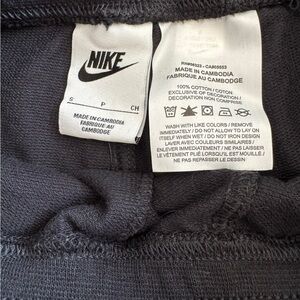 NIKE
S P CH
MADE IN CAMBODIA
FABRIQUE AU
CAMBODGE
MADE IN CAMBODIA
FABRIQUE AU CAMBODGE
100% COTTON / COTON
EXCLUSIVE OF DECORATION /
DECORATION NON COMPRISE
WASH WITH LIKE COLORS / REMOVE
IMMEDIATELY / DO NOT ALLOW TO LAY ON
ITSELF WHEN WET / DO NOT IRON DESIGN
LAVER AVEC COULEURS SIMILAIRES /
ENLEVER IMMÉDIATEMENT / NE PAS LAISSER
LE VÊTEMENT PLIÉ LORSQU'IL EST MOUILLÉ /
NE PAS REPASSER LE DESSIN